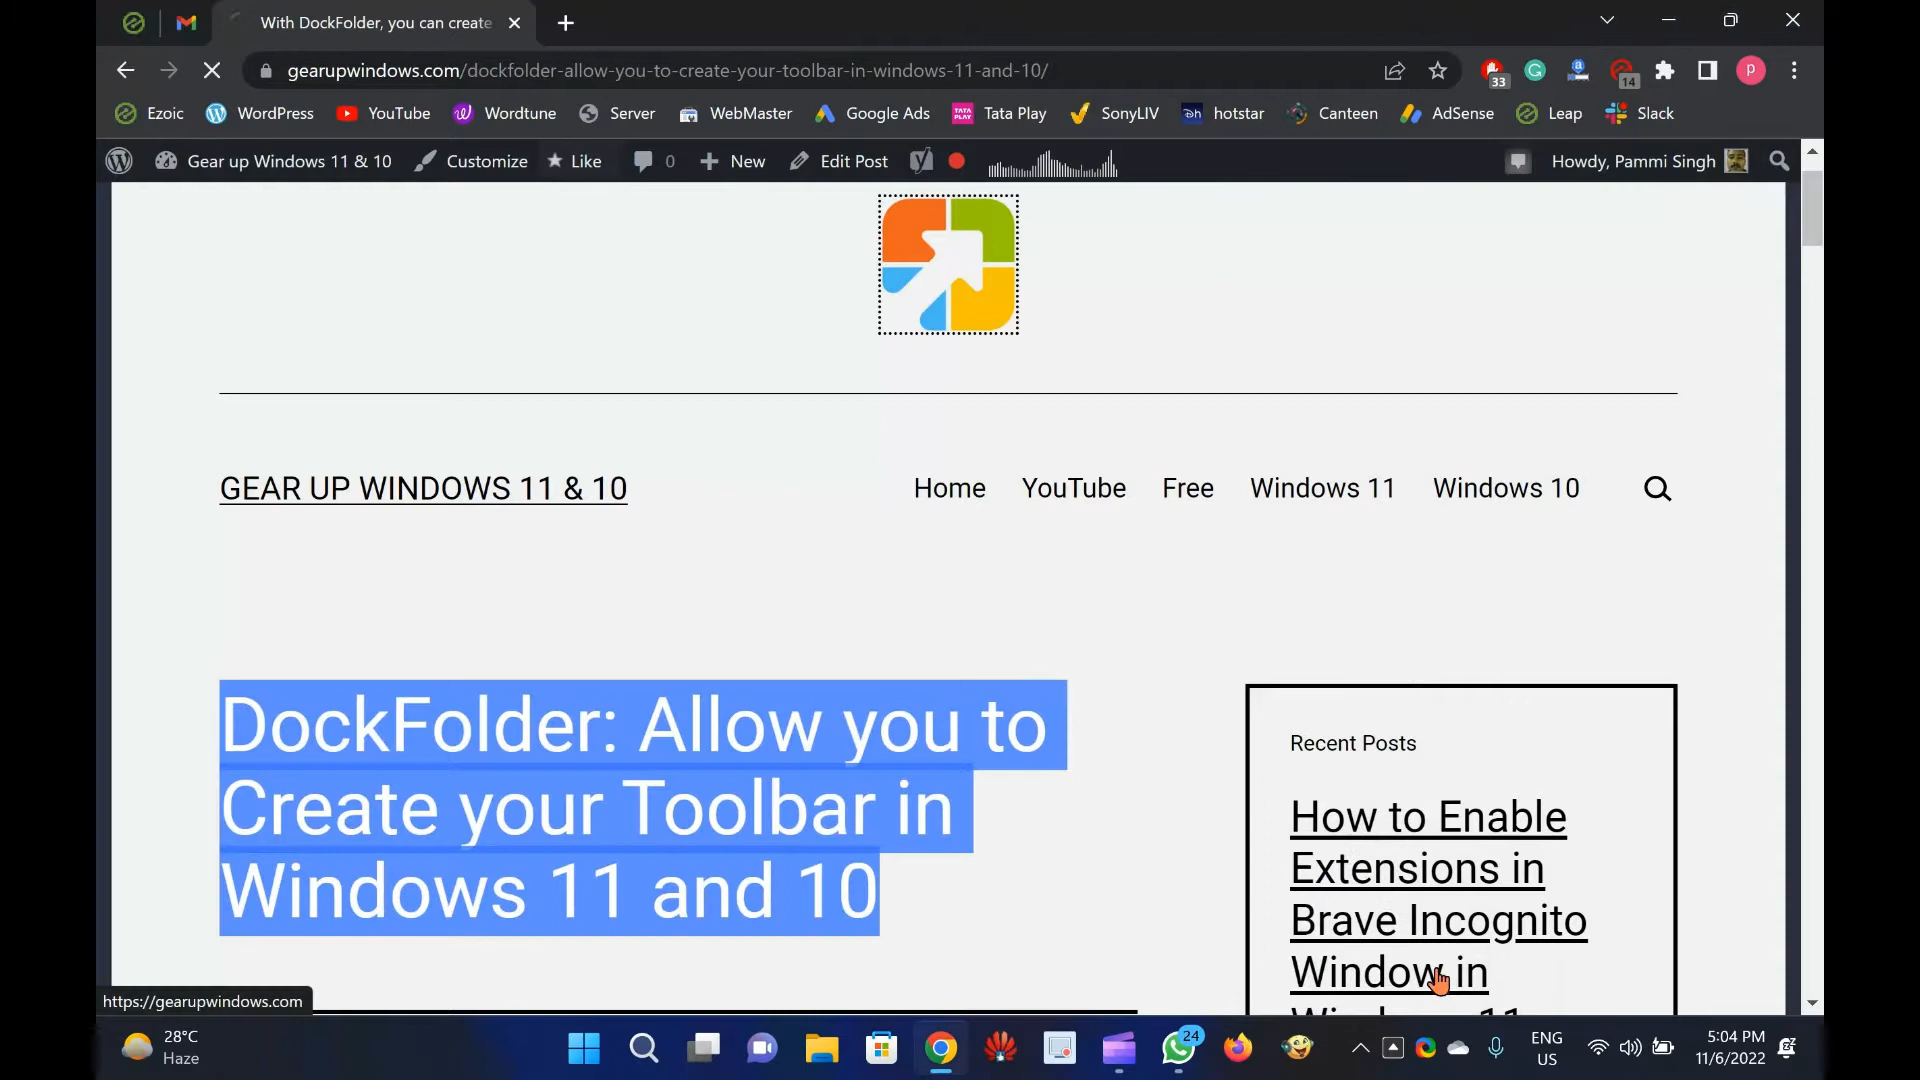 With DockFolder, you can create
gearupwindows.com/dockfolder-allow-you-to-create-your-toolbar-in-windows-11-and-10/
33
14
P
Ezoic WordPress YouTube Wordtune Server WebMaster Google Ads Tata Play SonyLIV hotstar Canteen AdSense Leap Slack
Gear up Windows 11 & 10 Customize Like 0 New Edit Post Howdy, Pammi Singh
GEAR UP WINDOWS 11 & 10
Home YouTube Free Windows 11 Windows 10
DockFolder: Allow you to
Create your Toolbar in
Windows 11 and 10
Recent Posts
How to Enable
Extensions in
Brave Incognito
Window in
https://gearupwindows.com
28°C
Haze
24
ENG
US
5:04 PM
11/6/2022